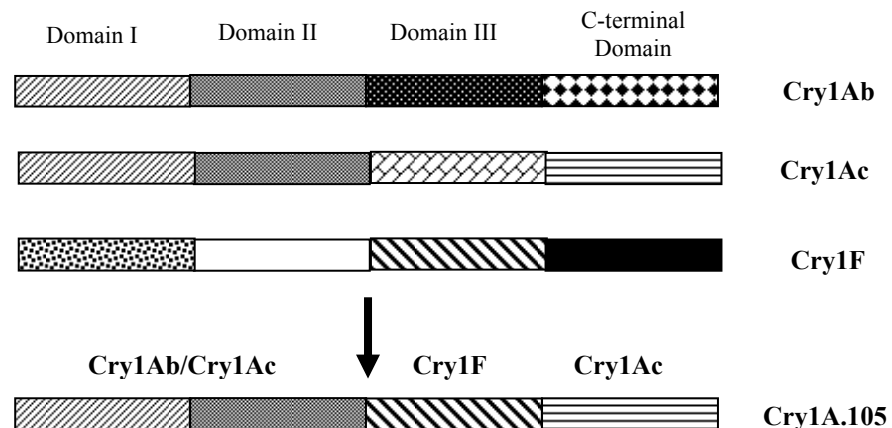 Domain I
Domain II
Domain III
C-terminal
Domain
Cry1Ab
Cry1Ac
Cry1F
Cry1Ab/Cry1Ac
Cry1F
Cry1Ac
Cry1A.105